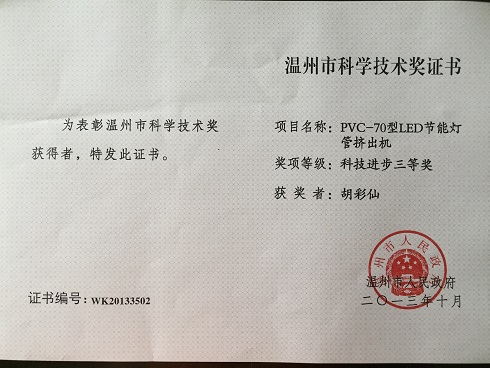 温州市科学技术奖证书
为表彰温州市科学技术奖
获得者，特发此证书。
项目名称：PVC-70型LED节能灯
管挤出机
奖项等级：科技进步三等奖
获奖者：胡彩仙
温州市人民政府
温州市人民政府
二〇一三年十月
证书编号：WK20133502